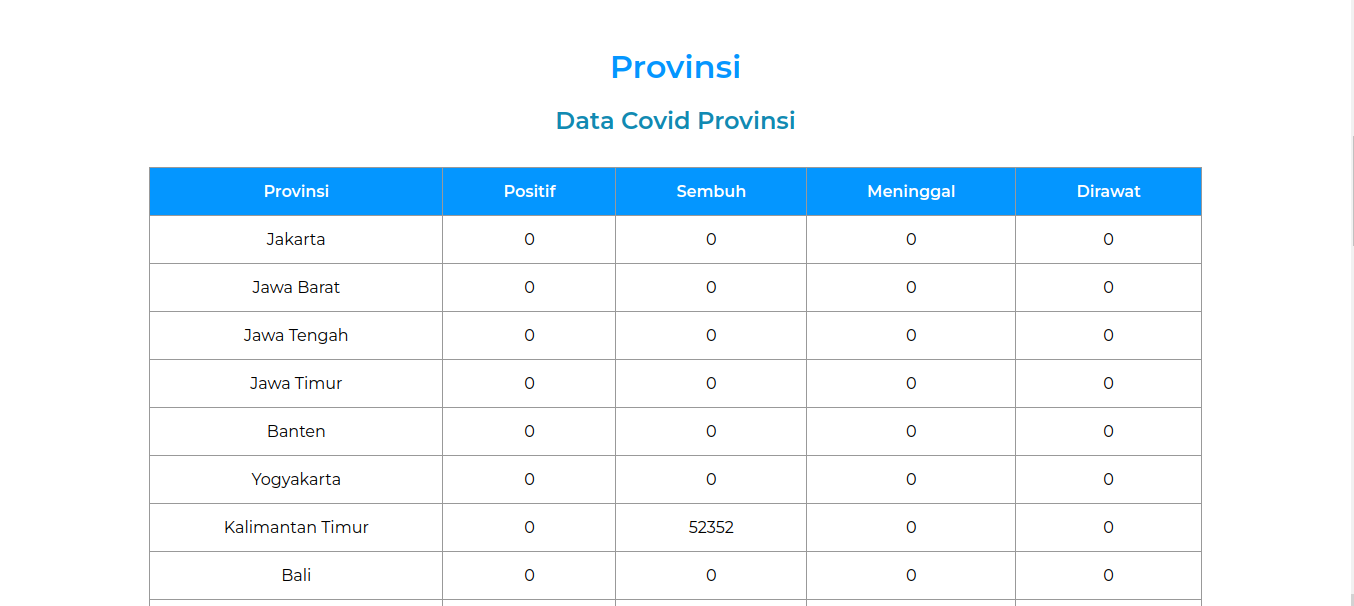 Provinsi
Data Covid Provinsi
Provinsi Positif Sembuh Meninggal Dirawat
Jakarta 0 0 0 0
Jawa Barat 0 0 0 0
Jawa Tengah 0 0 0 0
Jawa Timur 0 0 0 0
Banten 0 0 0 0
Yogyakarta 0 0 0 0
Kalimantan Timur 0 52352 0 0
Bali 0 0 0 0